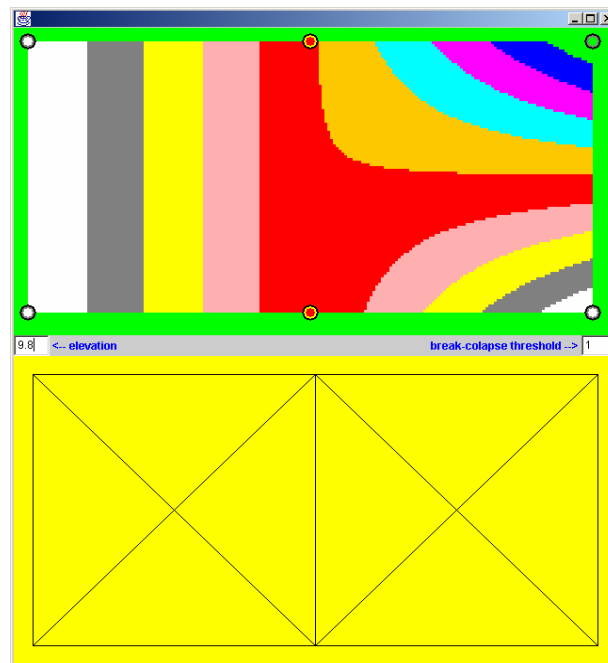 9.8 <-- elevation break-colapse threshold --> 1